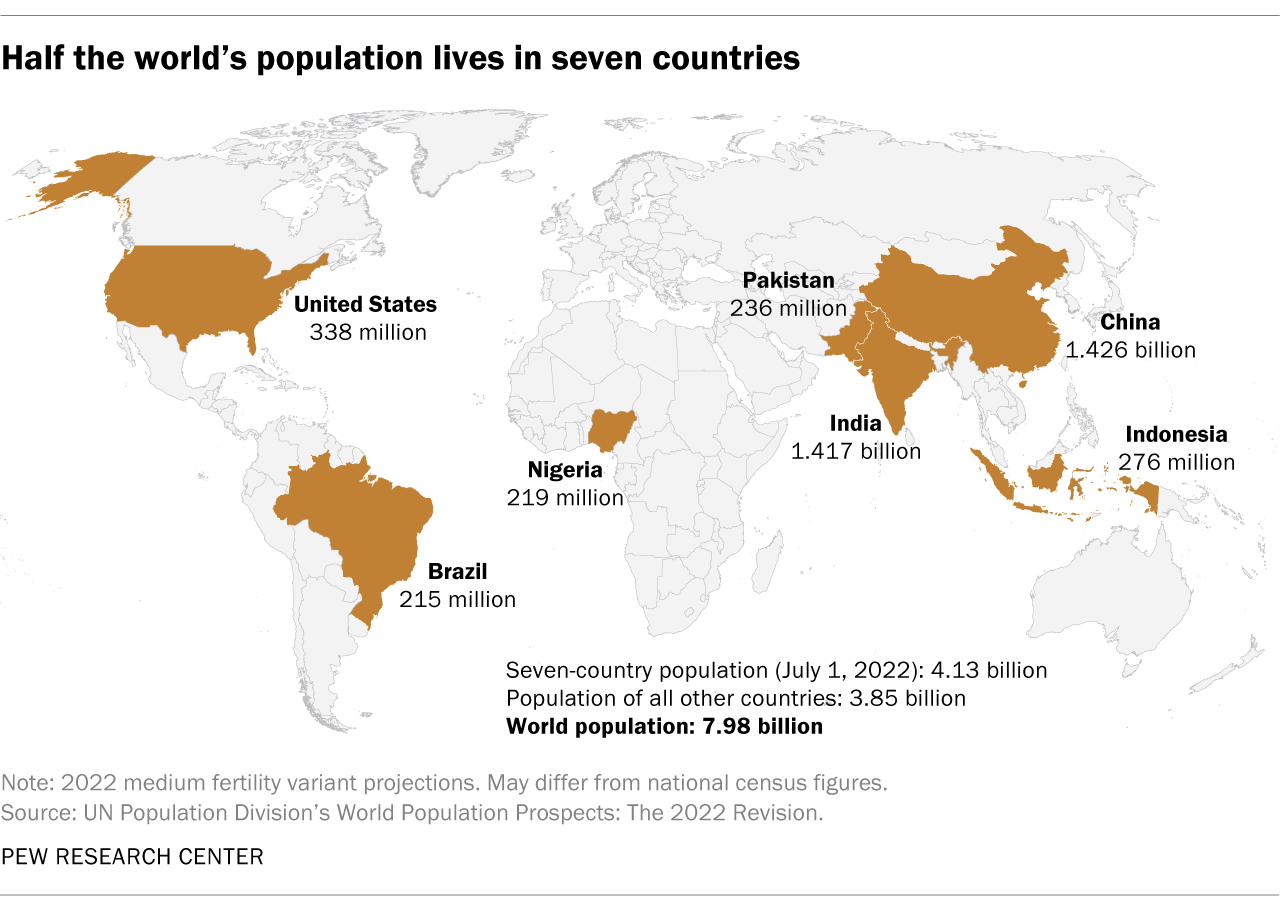 Half the world’s population lives in seven countries
Pakistan
236 million
United States
338 million
China
1.426 billion
India
1.417 billion
Indonesia
276 million
Nigeria
219 million
Brazil
215 million
Seven-country population (July 1, 2022): 4.13 billion
Population of all other countries: 3.85 billion
World population: 7.98 billion
Note: 2022 medium fertility variant projections. May differ from national census figures.
Source: UN Population Division’s World Population Prospects: The 2022 Revision.
PEW RESEARCH CENTER